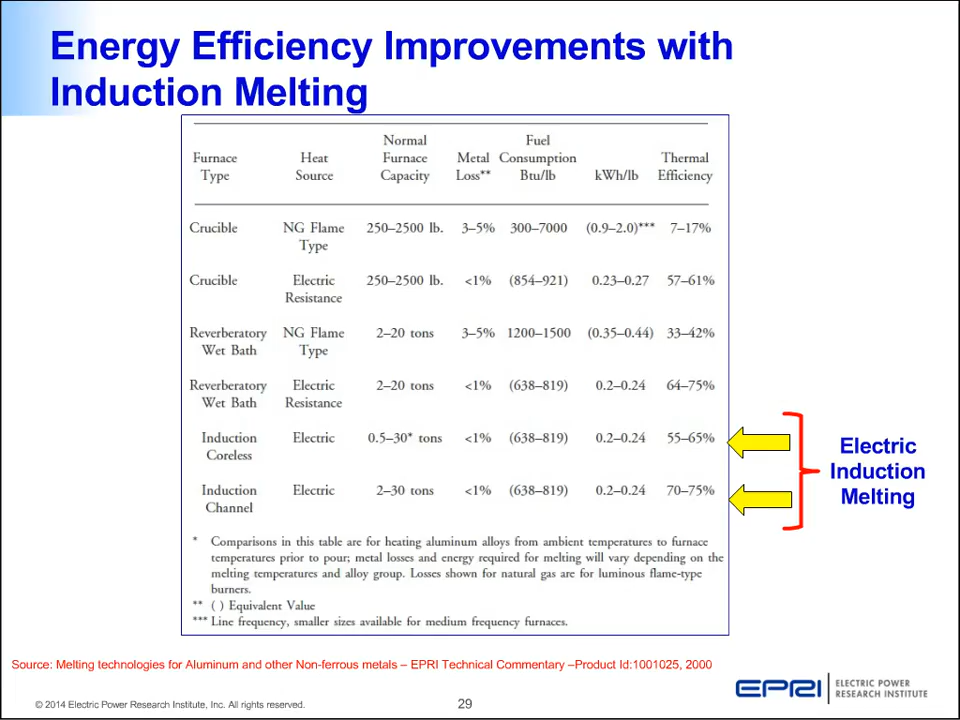 Energy Efficiency Improvements with
Induction Melting
Furnace Type Heat Source Normal Furnace Capacity Metal Loss** Fuel Consumption Btu/lb kWh/lb Thermal Efficiency
Crucible NG Flame Type 250–2500 lb. 3–5% 300–7000 (0.9–2.0)*** 7–17%
Crucible Electric Resistance 250–2500 lb. <1% (854–921) 0.23–0.27 57–61%
Reverberatory Wet Bath NG Flame Type 2–20 tons 3–5% 1200–1500 (0.35–0.44) 33–42%
Reverberatory Wet Bath Electric Resistance 2–20 tons <1% (638–819) 0.2–0.24 64–75%
Induction Coreless Electric 0.5–30* tons <1% (638–819) 0.2–0.24 55–65%
Induction Channel Electric 2–30 tons <1% (638–819) 0.2–0.24 70–75%
Electric
Induction
Melting
* Comparisons in this table are for heating aluminum alloys from ambient temperatures to furnace
temperatures prior to pour; metal losses and energy required for melting will vary depending on the
melting temperatures and alloy group. Losses shown for natural gas are for luminous flame-type
burners.
** ( ) Equivalent Value
*** Line frequency, smaller sizes available for medium frequency furnaces.
Source: Melting technologies for Aluminum and other Non-ferrous metals – EPRI Technical Commentary –Product Id:1001025, 2000
© 2014 Electric Power Research Institute, Inc. All rights reserved.
29
EPRI
ELECTRIC POWER
RESEARCH INSTITUTE